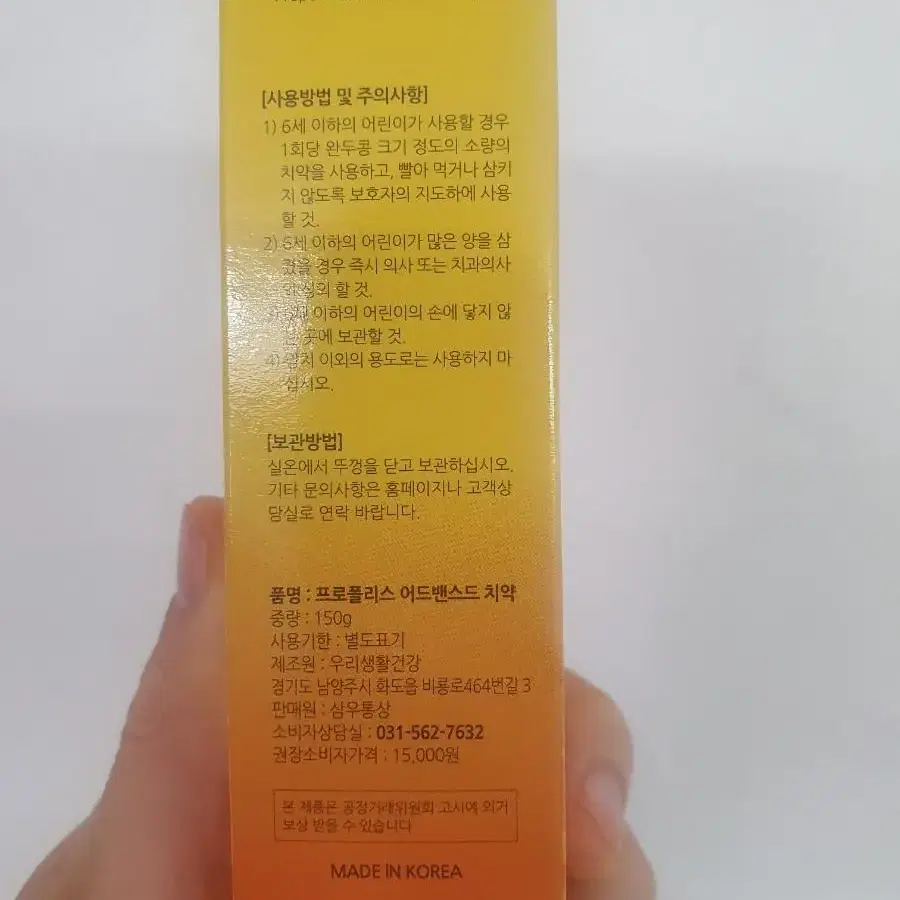 [사용방법 및 주의사항]
1) 6세 이하의 어린이가 사용할 경우
1회당 완두콩 크기 정도의 소량의
치약을 사용하고, 빨아 먹거나 삼키
지 않도록 보호자의 지도하에 사용
할 것.
2) 6세 이하의 어린이가 많은 양을 삼
켰을 경우 즉시 의사 또는 치과의사
와 상의 할 것.
3) 6세 이하의 어린이의 손에 닿지 않
는 곳에 보관할 것.
4) 양치 이외의 용도로는 사용하지 마
십시오.
[보관방법]
실온에서 뚜껑을 닫고 보관하십시오.
기타 문의사항은 홈페이지나 고객상
담실로 연락 바랍니다.
품명 : 프로폴리스 어드밴스드 치약
중량 : 150g
사용기한 : 별도표기
제조원 : 우리생활건강
경기도 남양주시 화도읍 비룡로464번길 3
판매원 : 삼우통상
소비자상담실 : 031-562-7632
권장소비자가격 : 15,000원
본 제품은 공정거래위원회 고시에 의거
보상 받을 수 있습니다
MADE IN KOREA